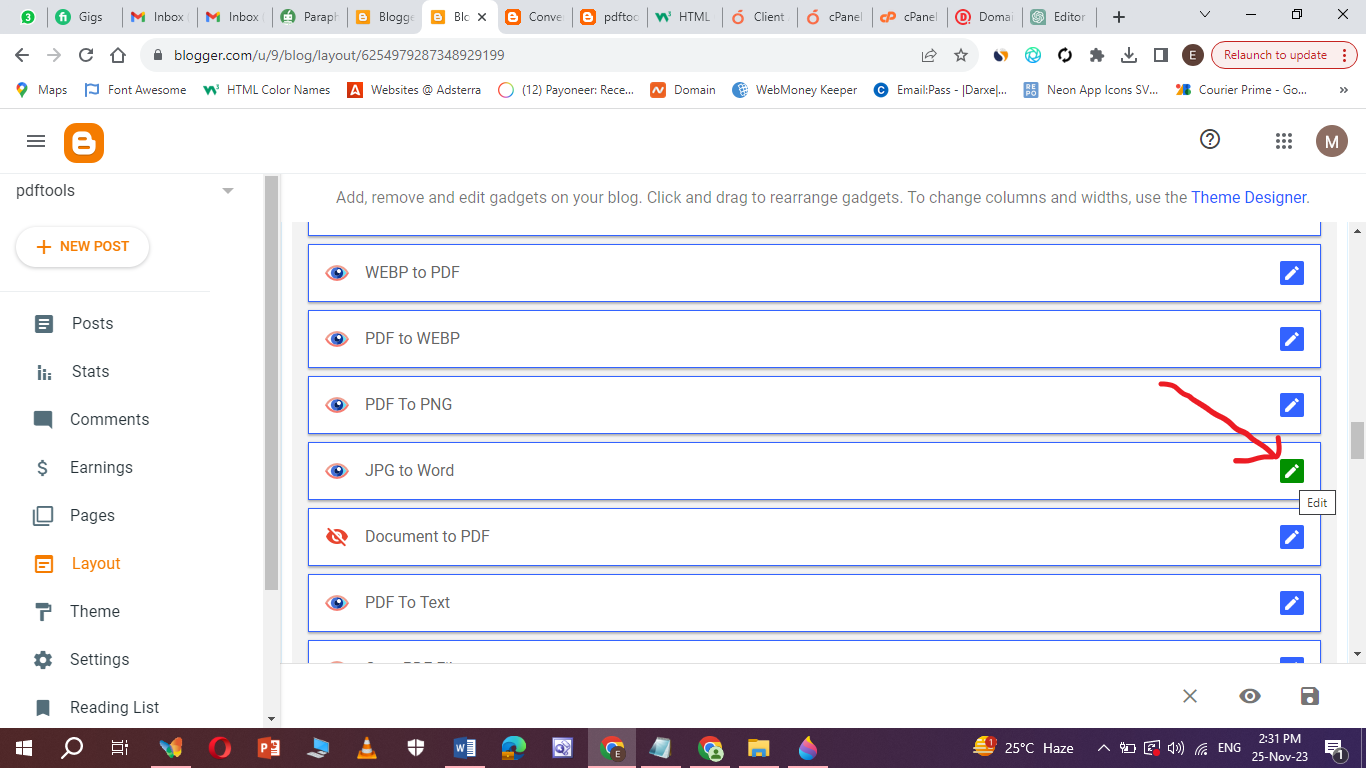 3
Gigs
Inbox
Inbox
Paraph
Blogge
Blo
Conve
pdftoc
HTML
Client
cPanel
cPanel
Domai
Editor
blogger.com/u/9/blog/layout/6254979287348929199
E
Relaunch to update
Maps
Font Awesome
HTML Color Names
Websites @ Adsterra
(12) Payoneer: Rece...
Domain
WebMoney Keeper
Email:Pass - |Darxe|...
Neon App Icons SV...
Courier Prime - Go...
M
pdftools
Add, remove and edit gadgets on your blog. Click and drag to rearrange gadgets. To change columns and widths, use the Theme Designer.
NEW POST
Posts
Stats
Comments
Earnings
Pages
Layout
Theme
Settings
Reading List
WEBP to PDF
PDF to WEBP
PDF To PNG
JPG to Word
Edit
Document to PDF
PDF To Text
25°C Haze
ENG
2:31 PM
25-Nov-23
1